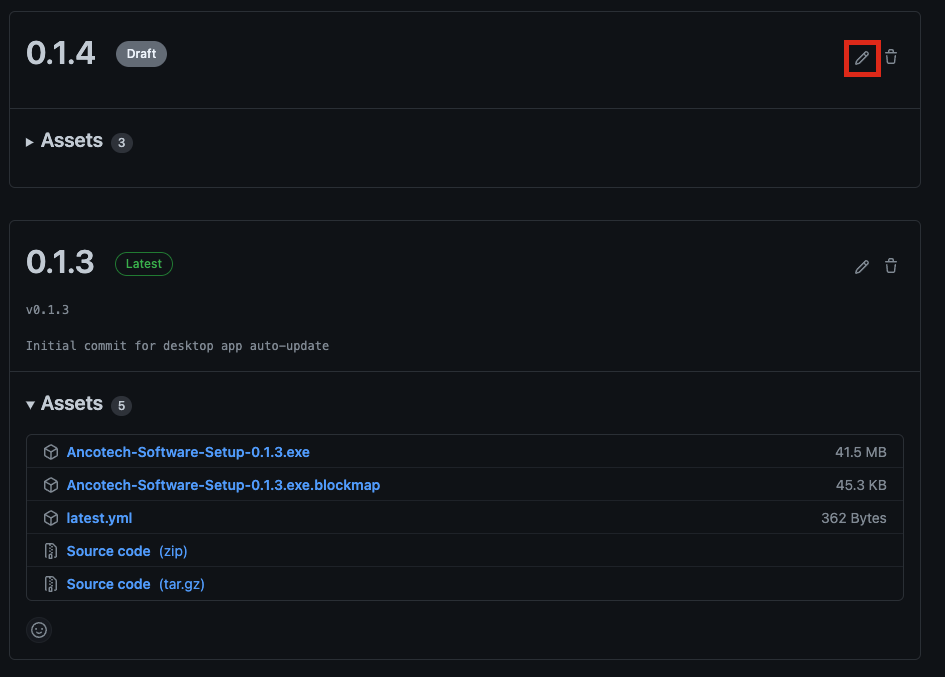 0.1.4 Draft
Assets 3
0.1.3 Latest
v0.1.3
Initial commit for desktop app auto-update
Assets 5
Ancotech-Software-Setup-0.1.3.exe 41.5 MB
Ancotech-Software-Setup-0.1.3.exe.blockmap 45.3 KB
latest.yml 362 Bytes
Source code (zip)
Source code (tar.gz)